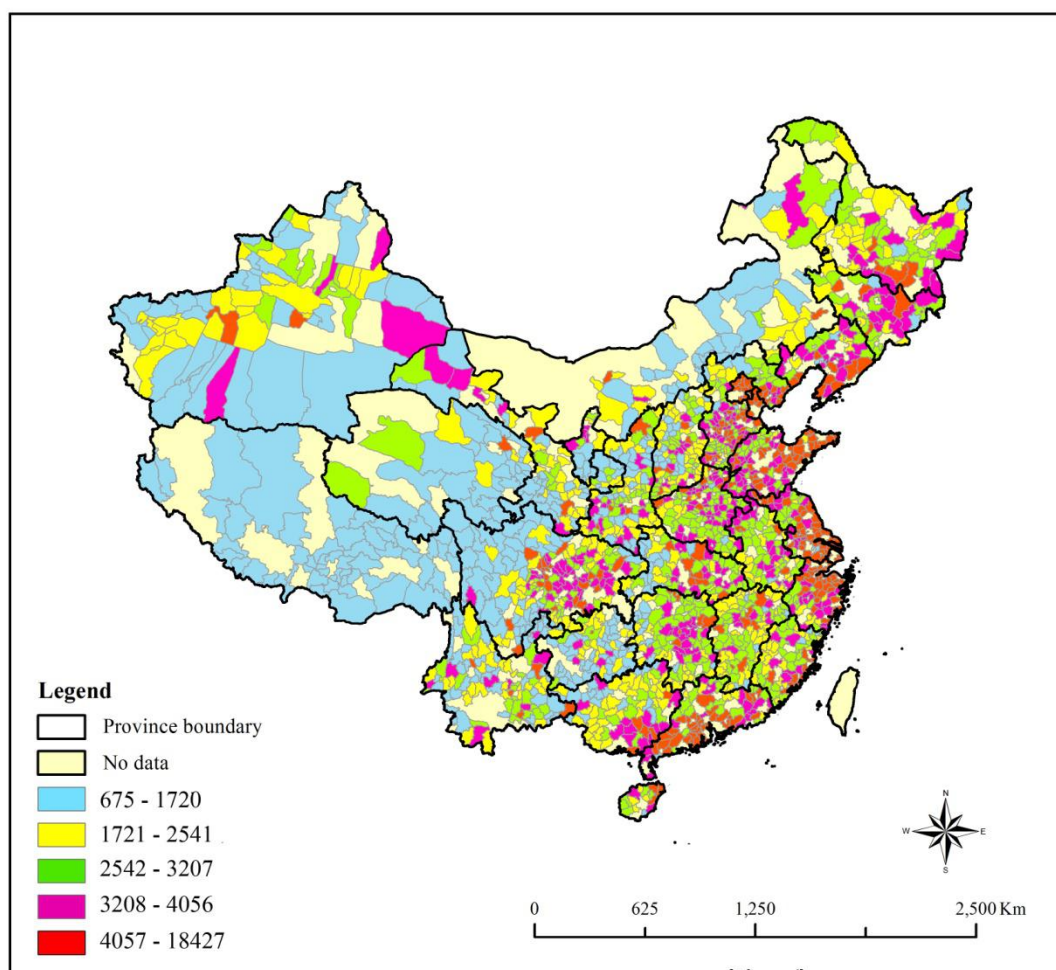 Legend
Province boundary
No data
675 - 1720
1721 - 2541
2542 - 3207
3208 - 4056
4057 - 18427
N
W E
S
0 625 1,250 2,500 Km